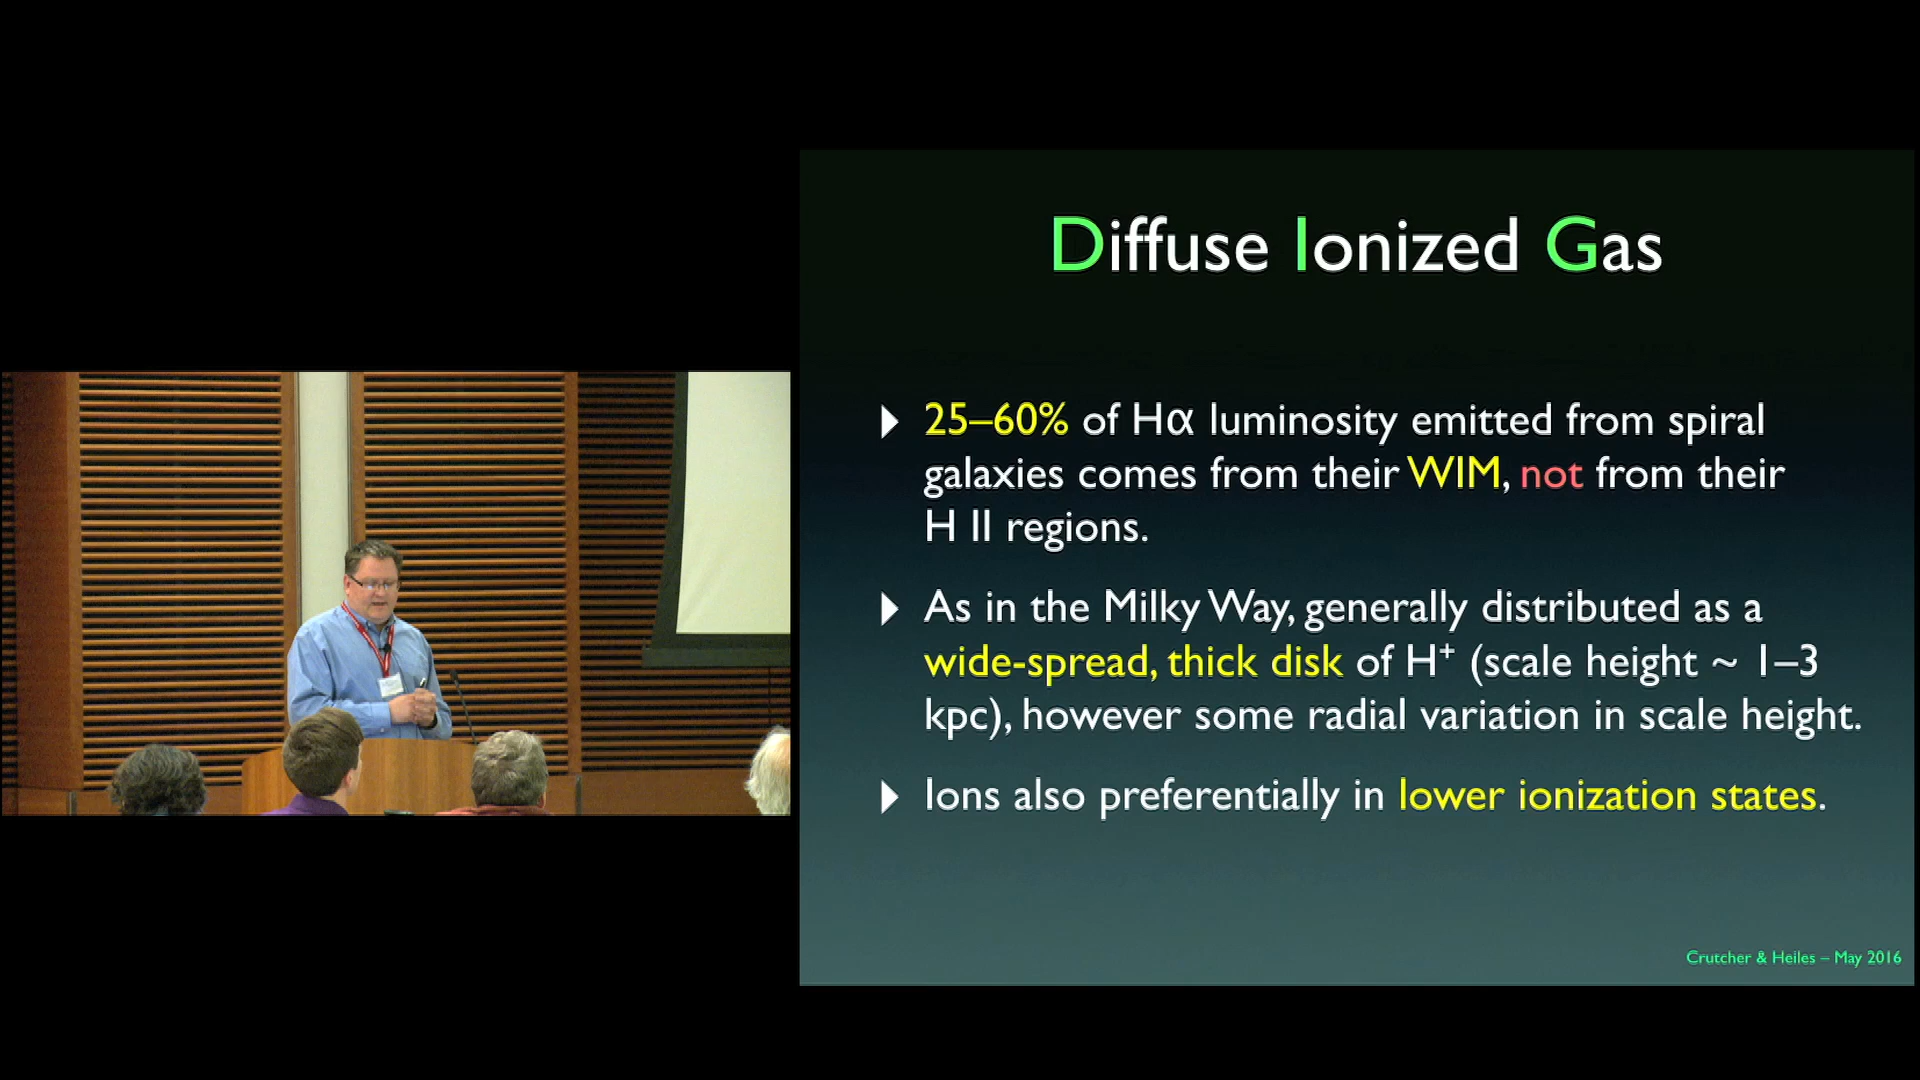 Diffuse Ionized Gas
25–60% of Hα luminosity emitted from spiral
galaxies comes from their WIM, not from their
H II regions.
As in the Milky Way, generally distributed as a
wide-spread, thick disk of H⁺ (scale height ~ 1–3
kpc), however some radial variation in scale height.
Ions also preferentially in lower ionization states.
Crutcher & Heiles – May 2016